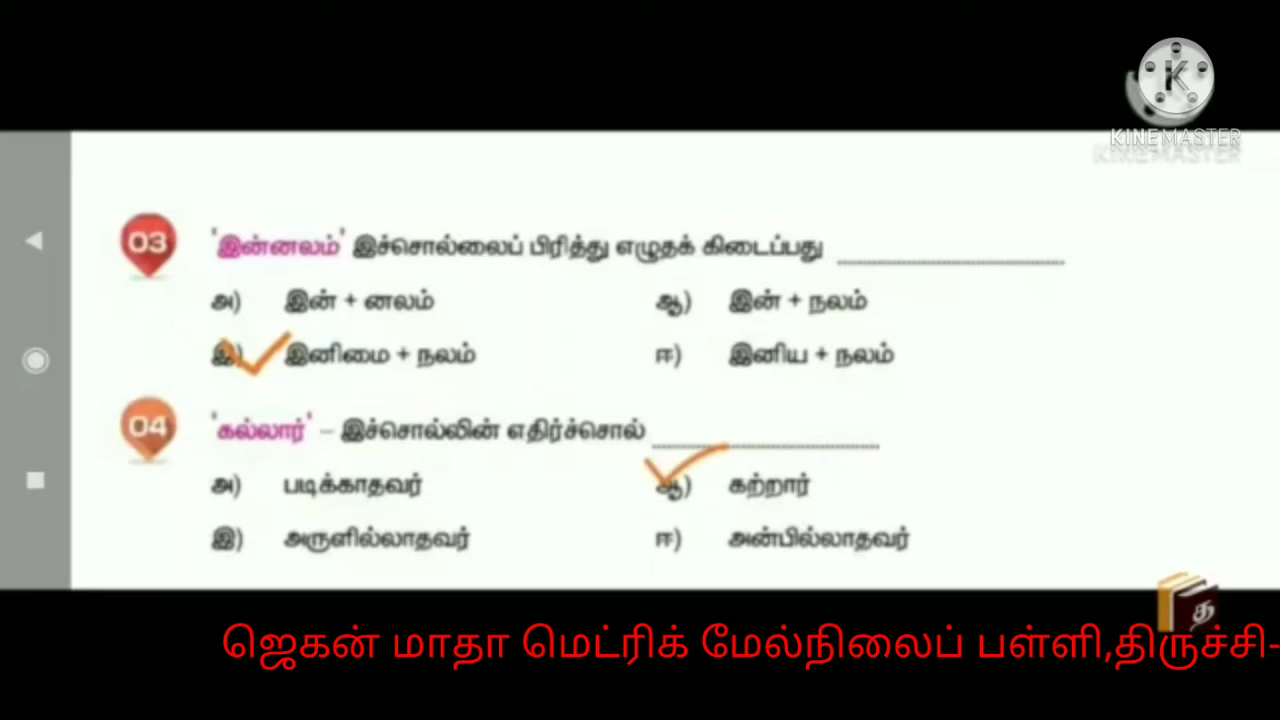 KINEMASTER
03 'இன்னலம்' இச்சொல்லைப் பிரித்து எழுதக் கிடைப்பது
அ) இன் + னலம் ஆ) இன் + நலம்
இ) இனிமை + நலம் ஈ) இனிய + நலம்
04 'கல்லார்' – இச்சொல்லின் எதிர்ச்சொல்
அ) படிக்காதவர் ஆ) கற்றார்
இ) அருளில்லாதவர் ஈ) அன்பில்லாதவர்
த
ஜெகன் மாதா மெட்ரிக் மேல்நிலைப் பள்ளி,திருச்சி-